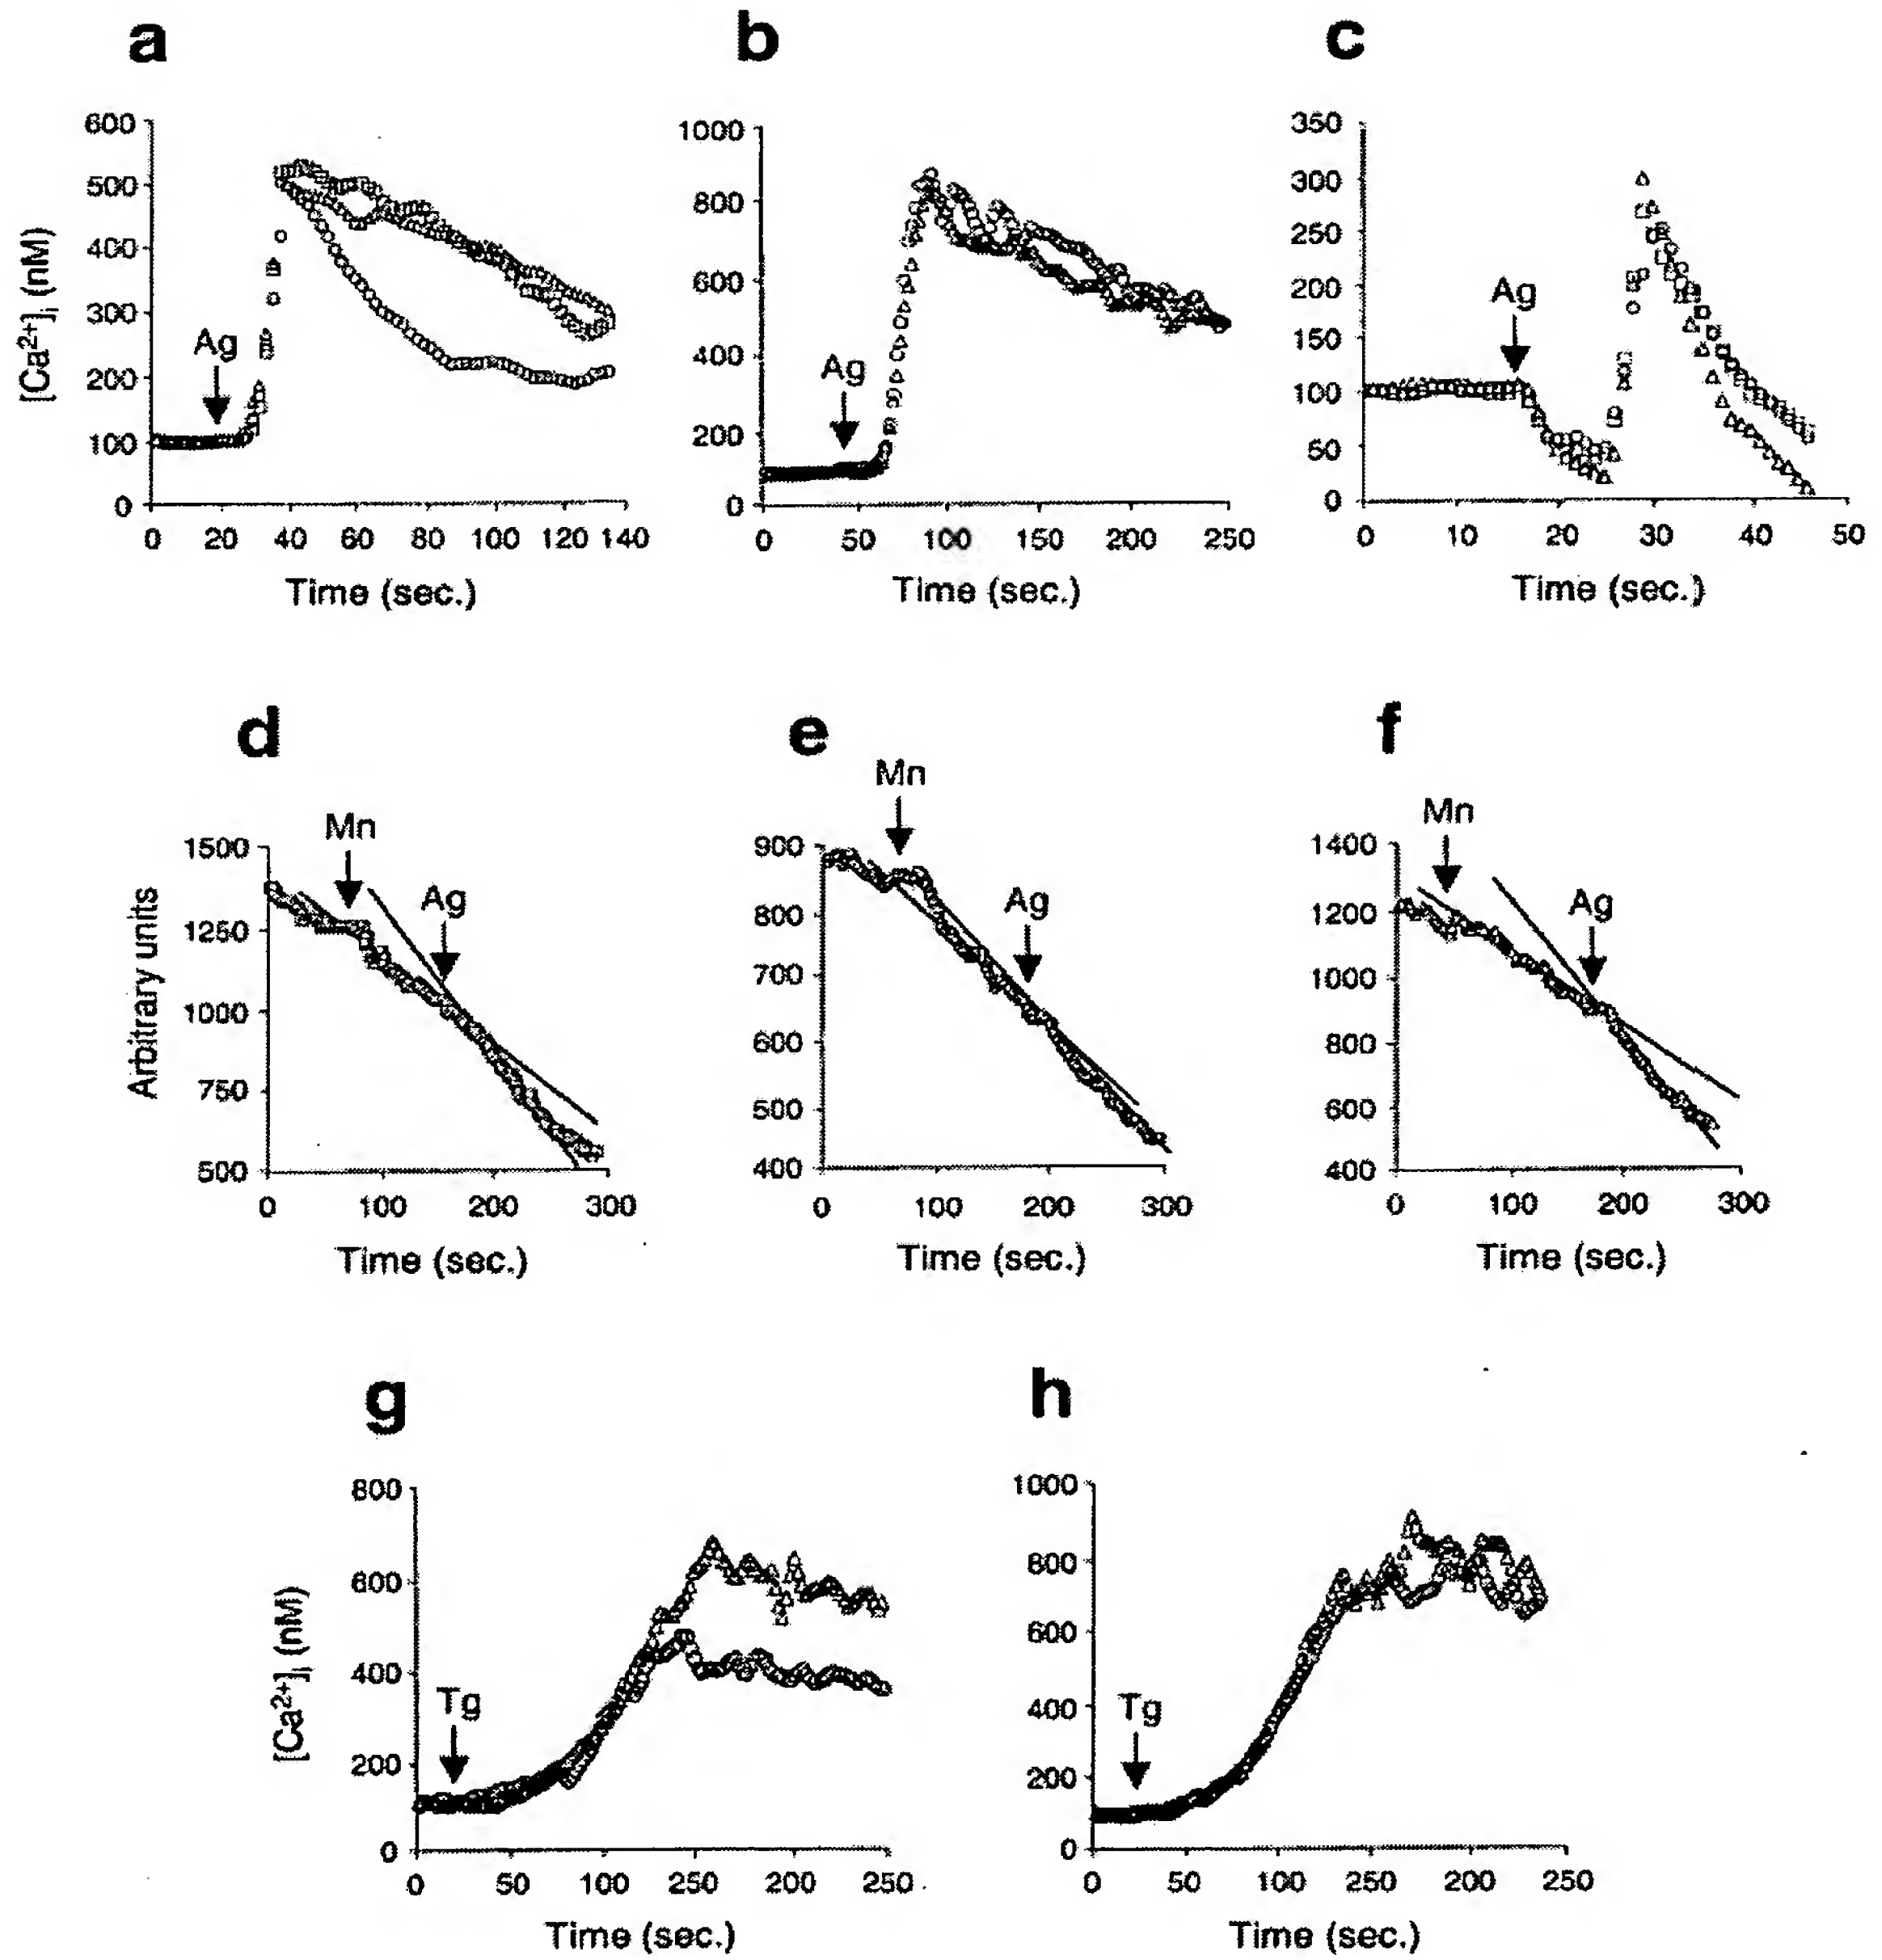 a b c
600
500
400
300
200
100
0
[Ca2+]i (nM)
Ag
0 20 40 60 80 100 120 140
Time (sec.)
1000
800
600
400
200
0
Ag
0 50 100 150 200 250
Time (sec.)
350
300
250
200
150
100
50
0
Ag
0 10 20 30 40 50
Time (sec.)
d e f
1500
1250
1000
750
500
Arbitrary units
Mn
Ag
0 100 200 300
Time (sec.)
900
800
700
600
500
400
Mn
Ag
0 100 200 300
Time (sec.)
1400
1200
1000
800
600
400
Mn
Ag
0 100 200 300
Time (sec.)
g h
800
600
400
200
0
[Ca2+]i (nM)
Tg
0 50 100 250 200 250
Time (sec.)
1000
800
600
400
200
0
Tg
0 50 100 250 200 250
Time (sec.)